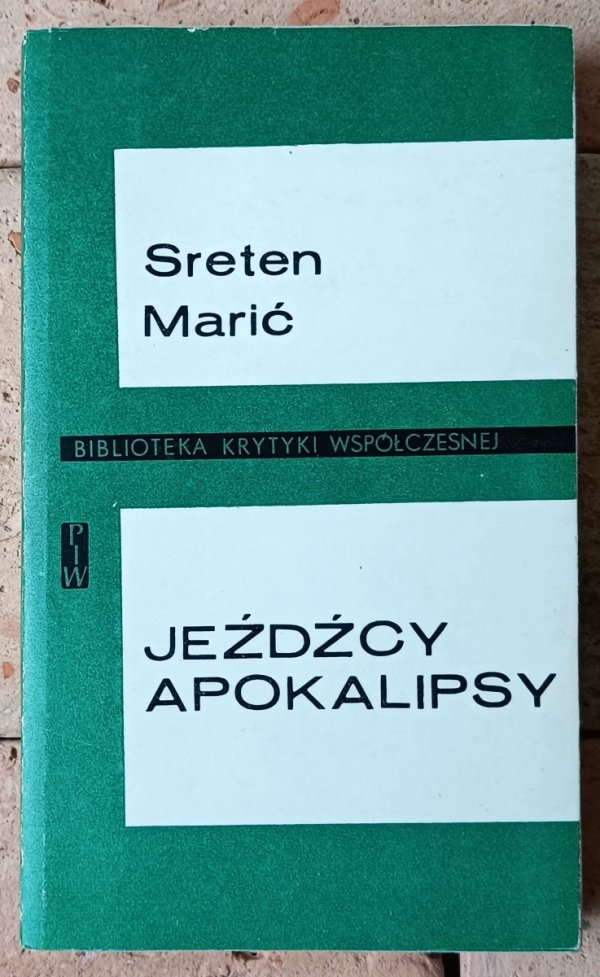 Sreten
Marić
BIBLIOTEKA KRYTYKI WSPÓŁCZESNEJ
PIW
JEŹDŹCY
APOKALIPSY